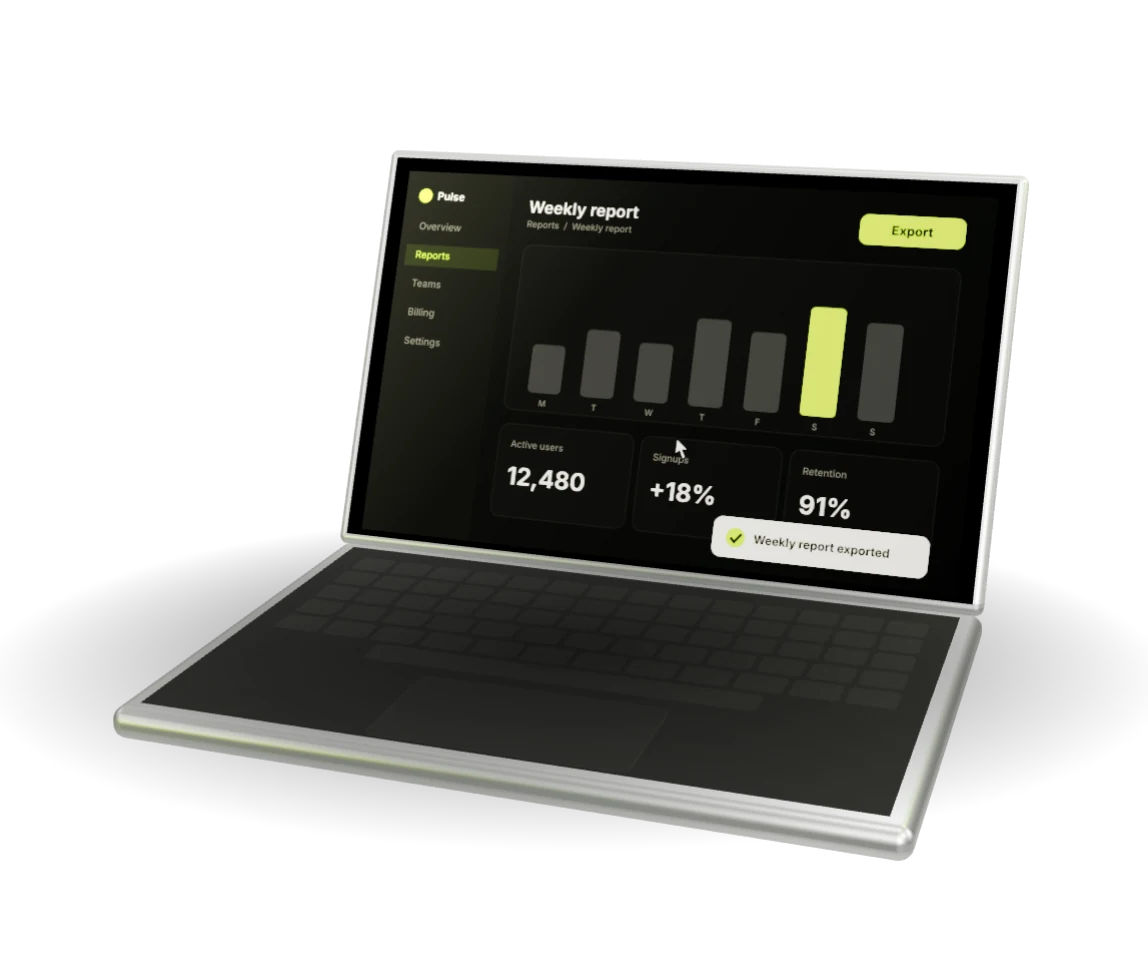 Pulse
Overview
Reports
Teams
Billing
Settings
Weekly report
Reports / Weekly report
Export
M T W T F S S
Active users
12,480
Signups
+18%
Retention
91%
Weekly report exported